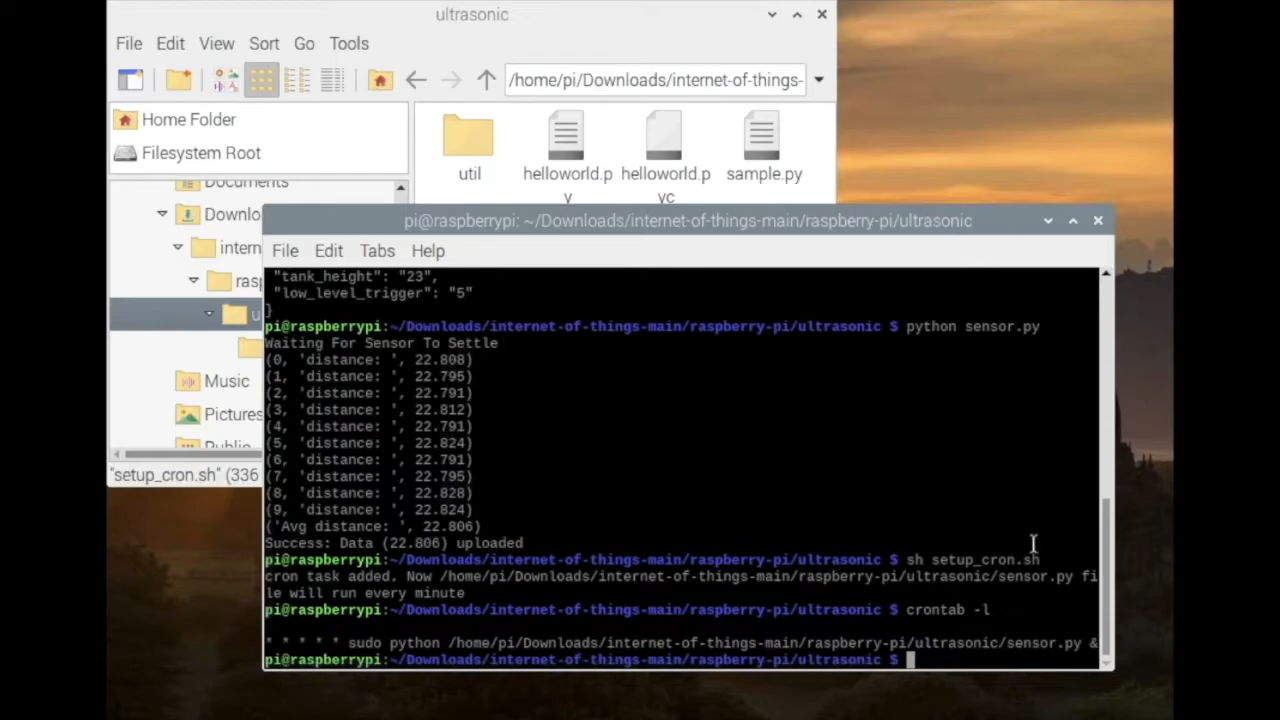 ultrasonic
File Edit View Sort Go Tools
/home/pi/Downloads/internet-of-things-
Home Folder
Filesystem Root
Documents
Downlo
intern
rasp
u
Music
Pictures
Public
util
helloworld.p
y
helloworld.p
yc
sample.py
"setup_cron.sh" (336
pi@raspberrypi: ~/Downloads/internet-of-things-main/raspberry-pi/ultrasonic
File Edit Tabs Help
"tank_height": "23",
"low_level_trigger": "5"
}
pi@raspberrypi:~/Downloads/internet-of-things-main/raspberry-pi/ultrasonic $ python sensor.py
Waiting For Sensor To Settle
(0, 'distance: ', 22.808)
(1, 'distance: ', 22.795)
(2, 'distance: ', 22.791)
(3, 'distance: ', 22.812)
(4, 'distance: ', 22.791)
(5, 'distance: ', 22.824)
(6, 'distance: ', 22.791)
(7, 'distance: ', 22.795)
(8, 'distance: ', 22.828)
(9, 'distance: ', 22.824)
('Avg distance: ', 22.806)
Success: Data (22.806) uploaded
pi@raspberrypi:~/Downloads/internet-of-things-main/raspberry-pi/ultrasonic $ sh setup_cron.sh
cron task added. Now /home/pi/Downloads/internet-of-things-main/raspberry-pi/ultrasonic/sensor.py fi
le will run every minute
pi@raspberrypi:~/Downloads/internet-of-things-main/raspberry-pi/ultrasonic $ crontab -l
* * * * * sudo python /home/pi/Downloads/internet-of-things-main/raspberry-pi/ultrasonic/sensor.py &
pi@raspberrypi:~/Downloads/internet-of-things-main/raspberry-pi/ultrasonic $